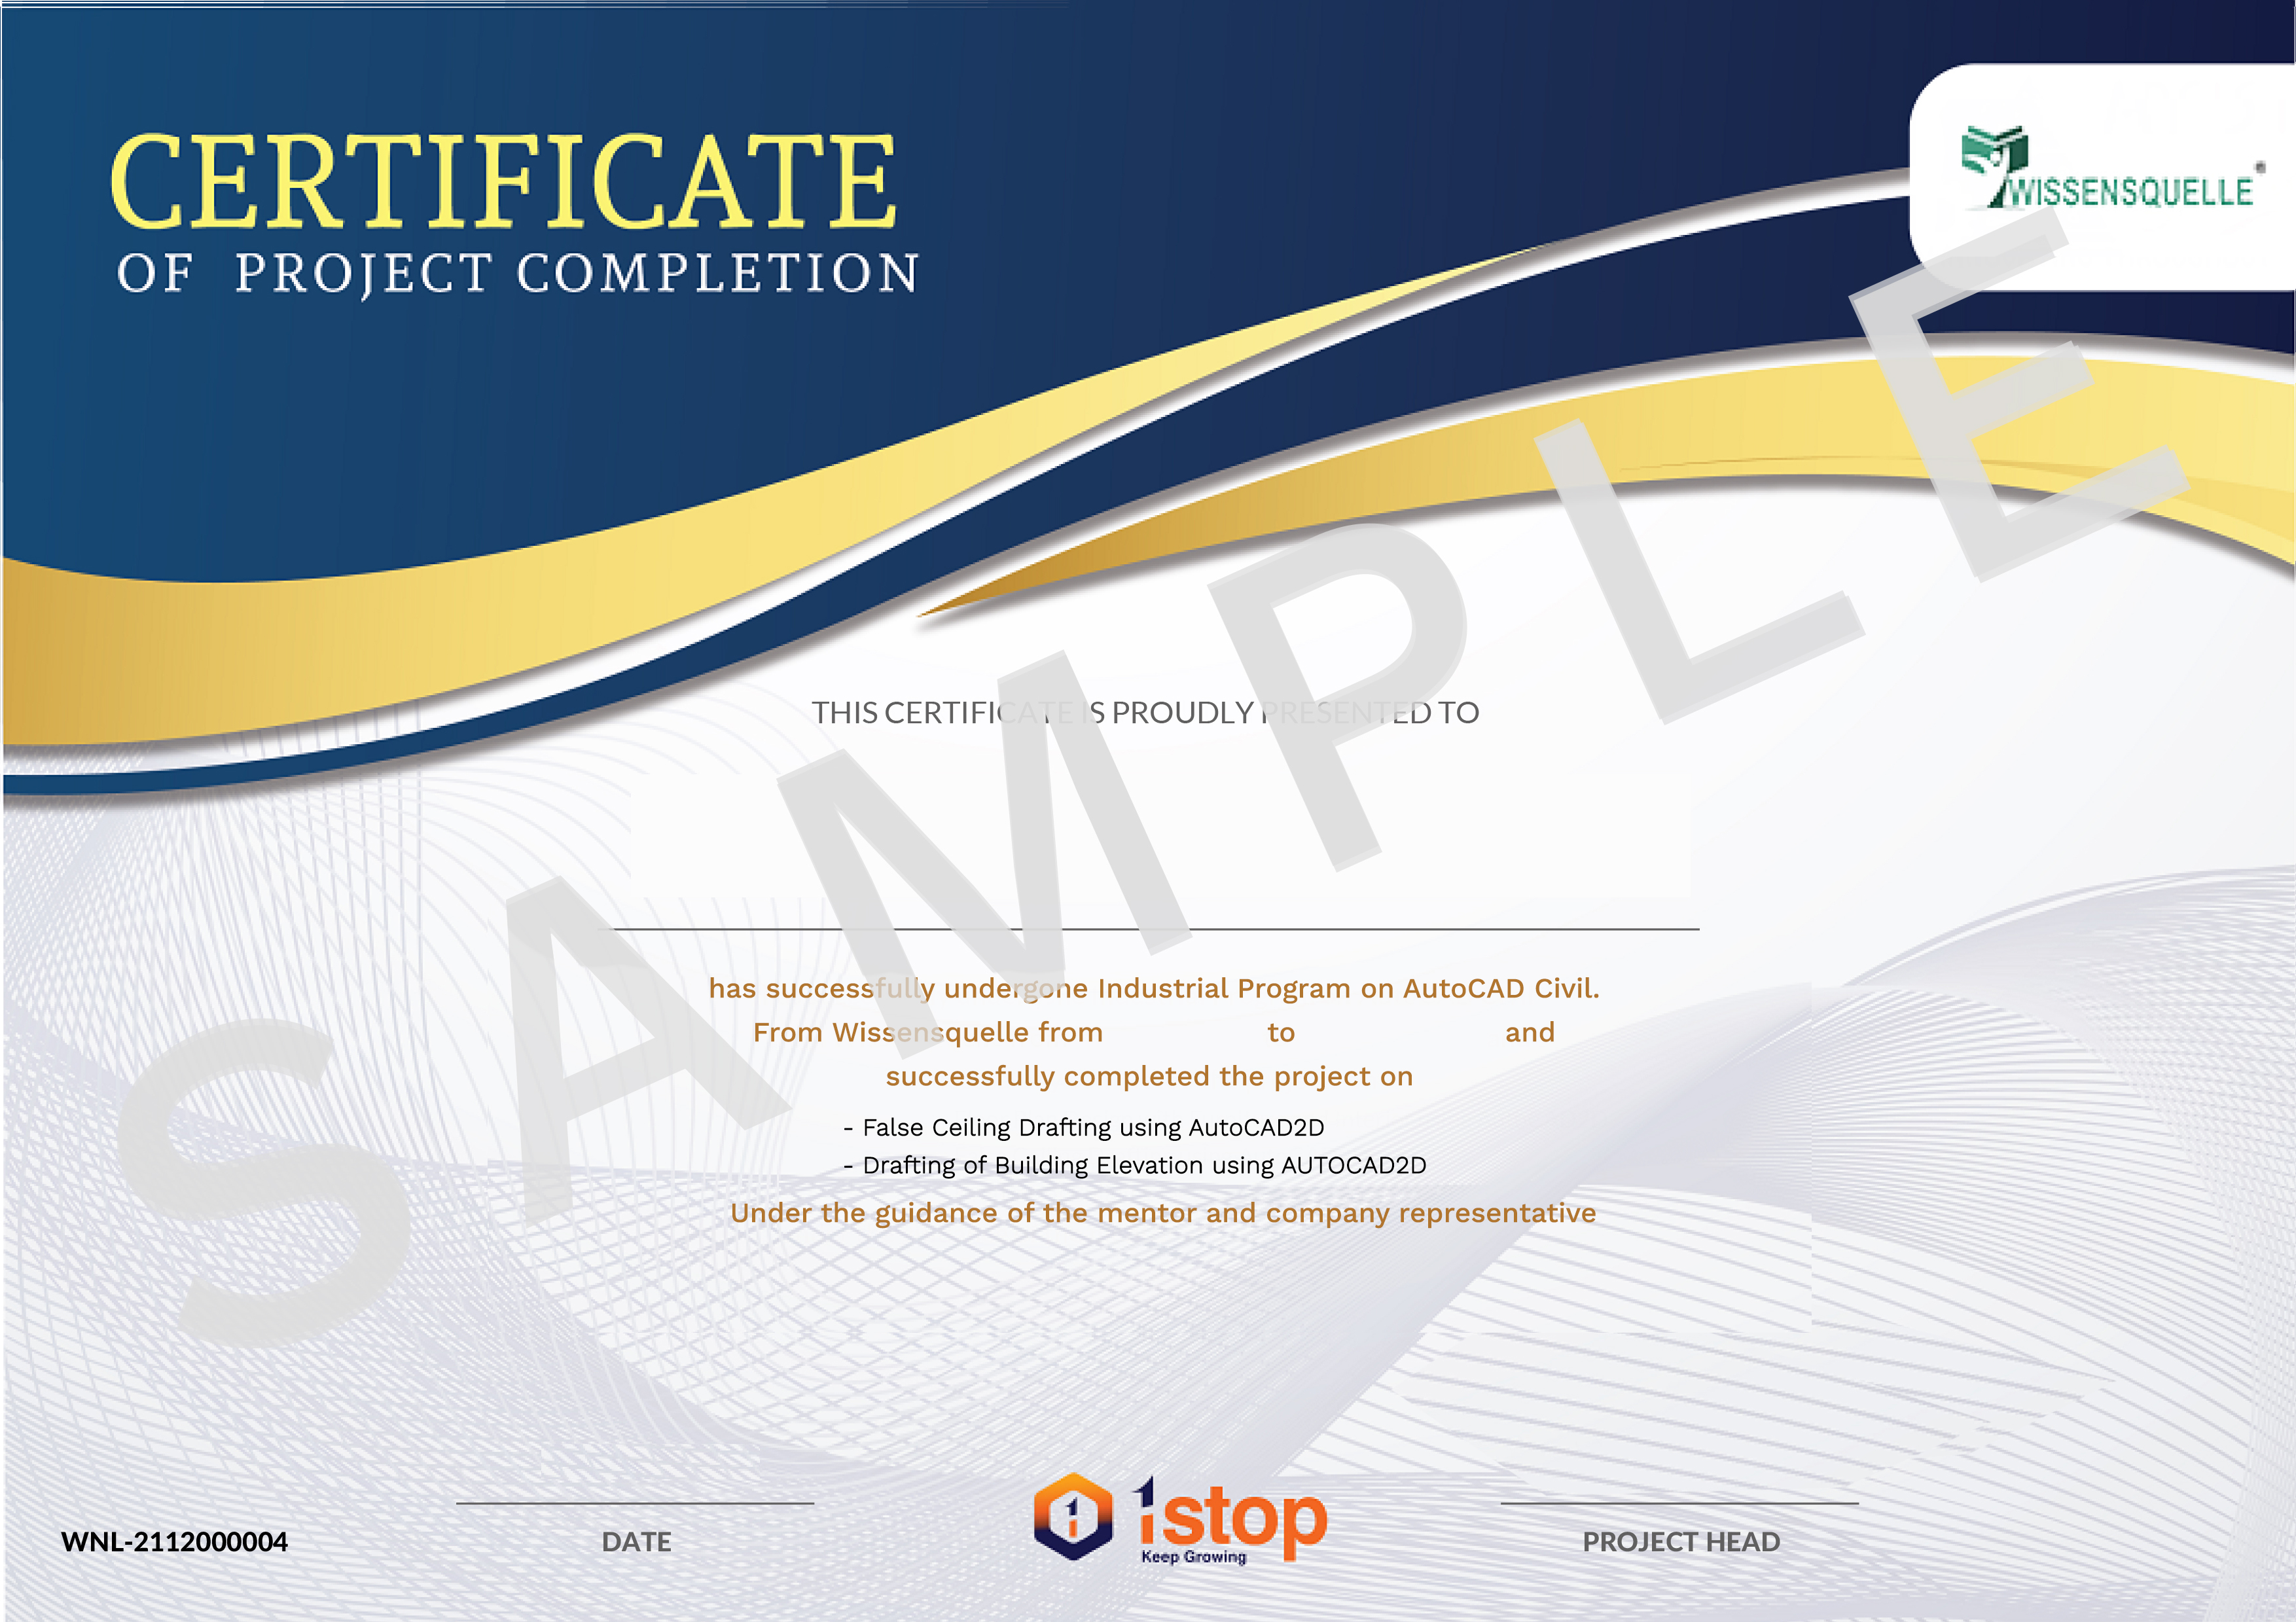 CERTIFICATE
OF PROJECT COMPLETION
WISSENSQUELLE®
SAMPLE
THIS CERTIFICATE IS PROUDLY PRESENTED TO
has successfully undergone Industrial Program on AutoCAD Civil.
From Wissensquelle from to and
successfully completed the project on
- False Ceiling Drafting using AutoCAD2D
- Drafting of Building Elevation using AUTOCAD2D
Under the guidance of the mentor and company representative
WNL-2112000004
DATE
1
1stop
Keep Growing
PROJECT HEAD